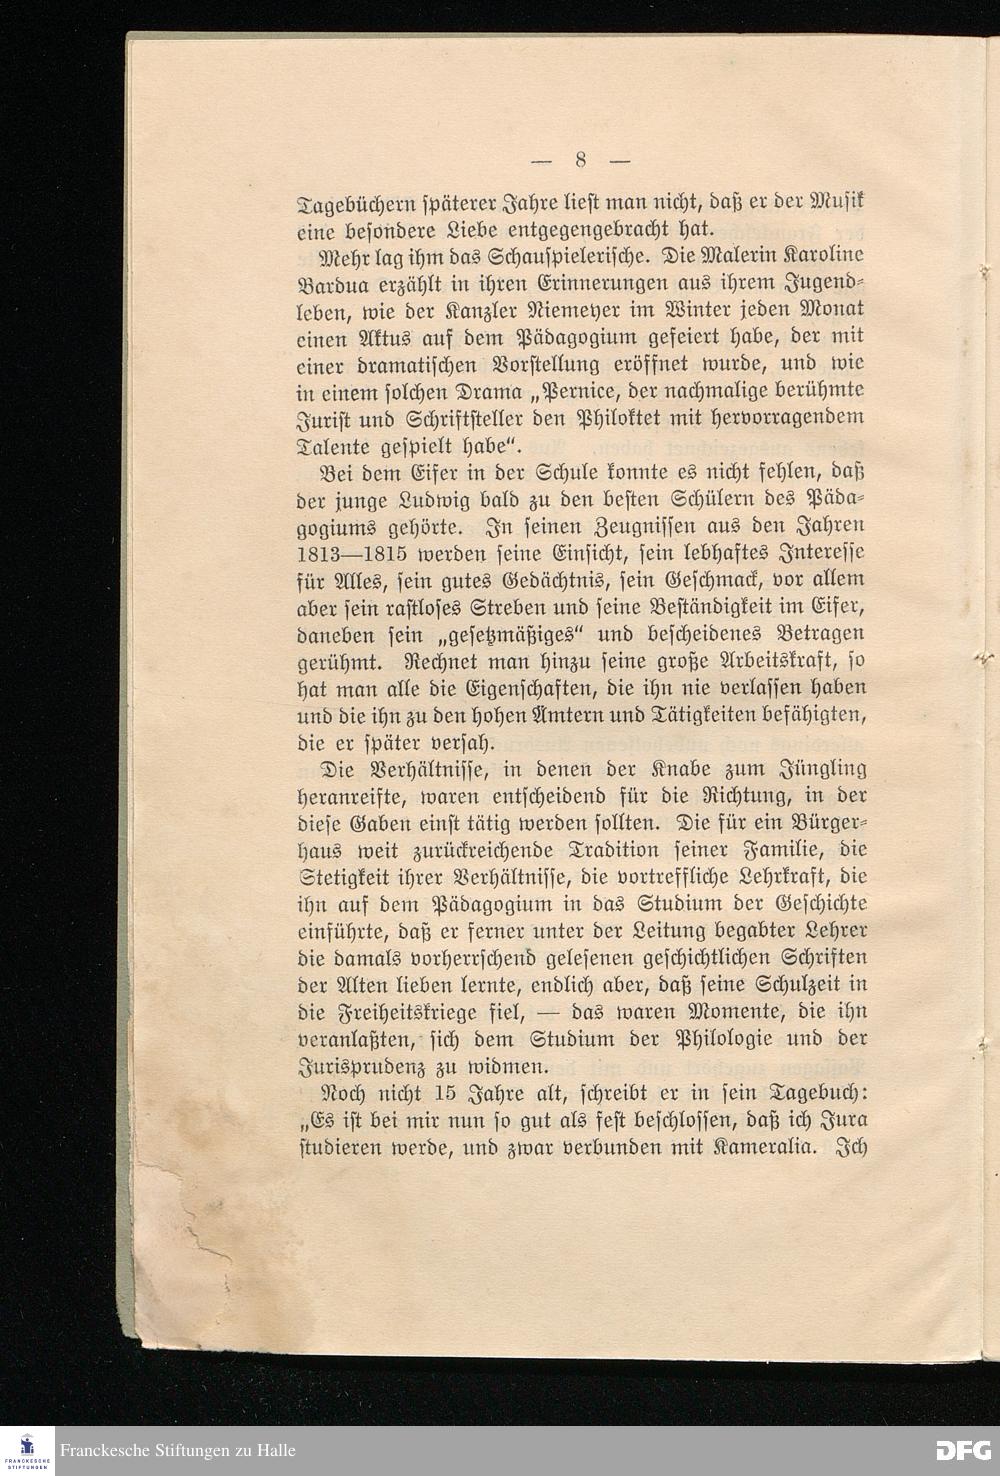 — 8 —
Tagebüchern späterer Jahre liest man nicht, daß er der Musik
eine besondere Liebe entgegengebracht hat.
Mehr lag ihm das Schauspielerische. Die Malerin Karoline
Bardua erzählt in ihren Erinnerungen aus ihrem Jugend-
leben, wie der Kanzler Niemeyer im Winter jeden Monat
einen Aktus auf dem Pädagogium gefeiert habe, der mit
einer dramatischen Vorstellung eröffnet wurde, und wie
in einem solchen Drama „Pernice, der nachmalige berühmte
Jurist und Schriftsteller den Philoktet mit hervorragendem
Talente gespielt habe“.
Bei dem Eifer in der Schule konnte es nicht fehlen, daß
der junge Ludwig bald zu den besten Schülern des Päda-
gogiums gehörte. In seinen Zeugnissen aus den Jahren
1813—1815 werden seine Einsicht, sein lebhaftes Interesse
für Alles, sein gutes Gedächtnis, sein Geschmack, vor allem
aber sein rastloses Streben und seine Beständigkeit im Eifer,
daneben sein „gesetzmäßiges“ und bescheidenes Betragen
gerühmt. Rechnet man hinzu seine große Arbeitskraft, so
hat man alle die Eigenschaften, die ihn nie verlassen haben
und die ihn zu den hohen Ämtern und Tätigkeiten befähigten,
die er später versah.
Die Verhältnisse, in denen der Knabe zum Jüngling
heranreifte, waren entscheidend für die Richtung, in der
diese Gaben einst tätig werden sollten. Die für ein Bürger-
haus weit zurückreichende Tradition seiner Familie, die
Stetigkeit ihrer Verhältnisse, die vortreffliche Lehrkraft, die
ihn auf dem Pädagogium in das Studium der Geschichte
einführte, daß er ferner unter der Leitung begabter Lehrer
die damals vorherrschend gelesenen geschichtlichen Schriften
der Alten lieben lernte, endlich aber, daß seine Schulzeit in
die Freiheitskriege fiel, — das waren Momente, die ihn
veranlaßten, sich dem Studium der Philologie und der
Jurisprudenz zu widmen.
Noch nicht 15 Jahre alt, schreibt er in sein Tagebuch:
„Es ist bei mir nun so gut als fest beschlossen, daß ich Jura
studieren werde, und zwar verbunden mit Kameralia. Ich
FRANCKESCHE
STIFTUNGEN
Franckesche Stiftungen zu Halle
DFG